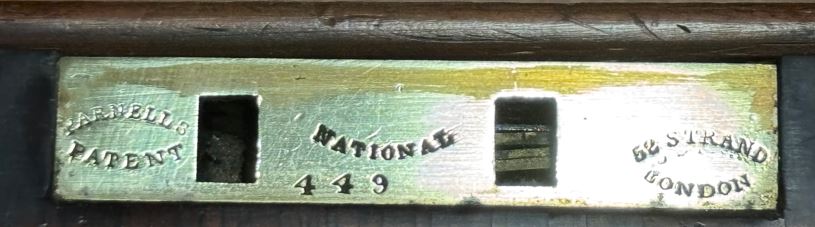 PARNELL'S
PATENT
NATIONAL
449
52 STRAND
LONDON